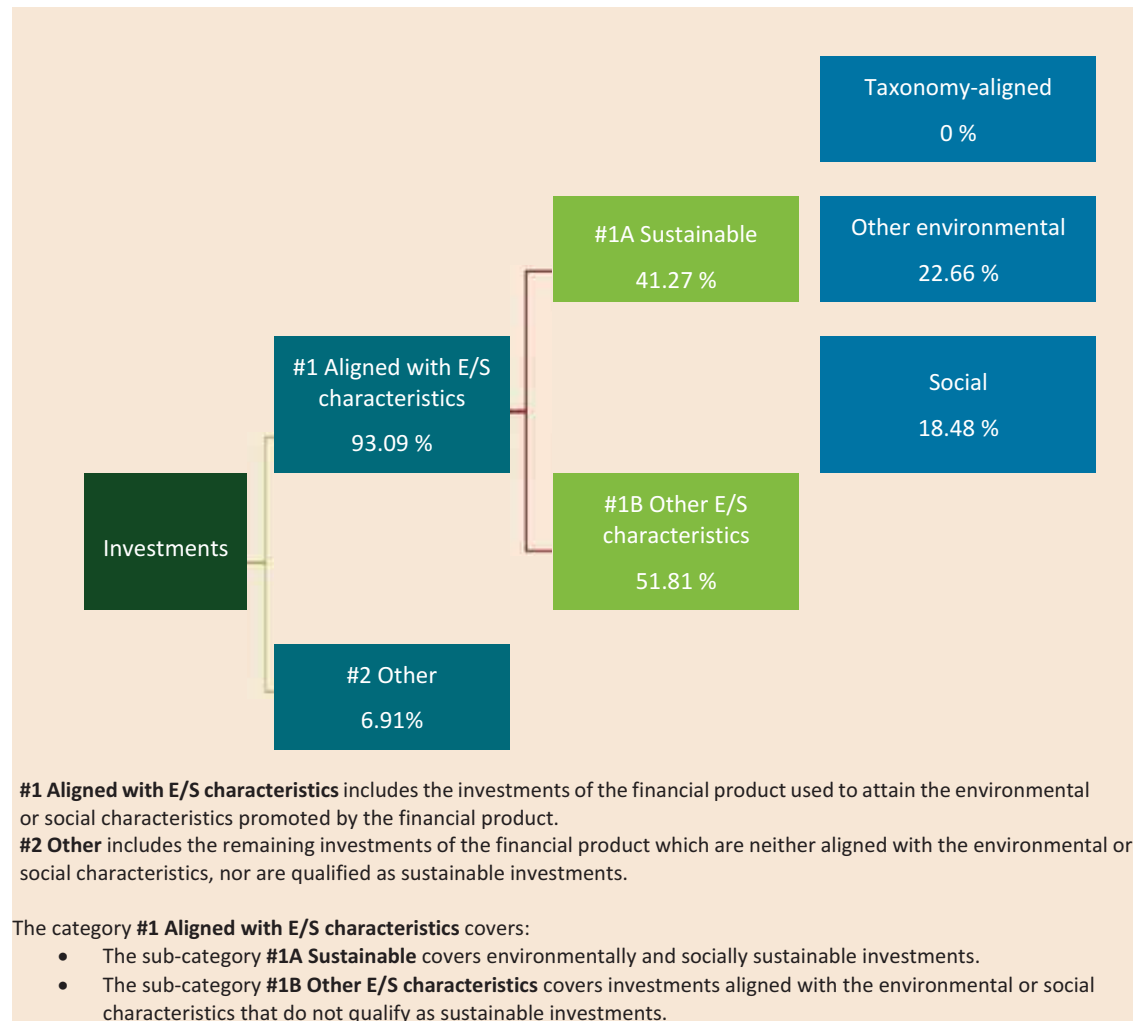 Taxonomy-aligned
0 %
#1A Sustainable
41.27 %
Other environmental
22.66 %
#1 Aligned with E/S
characteristics
93.09 %
Social
18.48 %
Investments
#1B Other E/S
characteristics
51.81 %
#2 Other
6.91%
#1 Aligned with E/S characteristics includes the investments of the financial product used to attain the environmental
or social characteristics promoted by the financial product.
#2 Other includes the remaining investments of the financial product which are neither aligned with the environmental or
social characteristics, nor are qualified as sustainable investments.
The category #1 Aligned with E/S characteristics covers:
• The sub-category #1A Sustainable covers environmentally and socially sustainable investments.
• The sub-category #1B Other E/S characteristics covers investments aligned with the environmental or social
characteristics that do not qualify as sustainable investments.